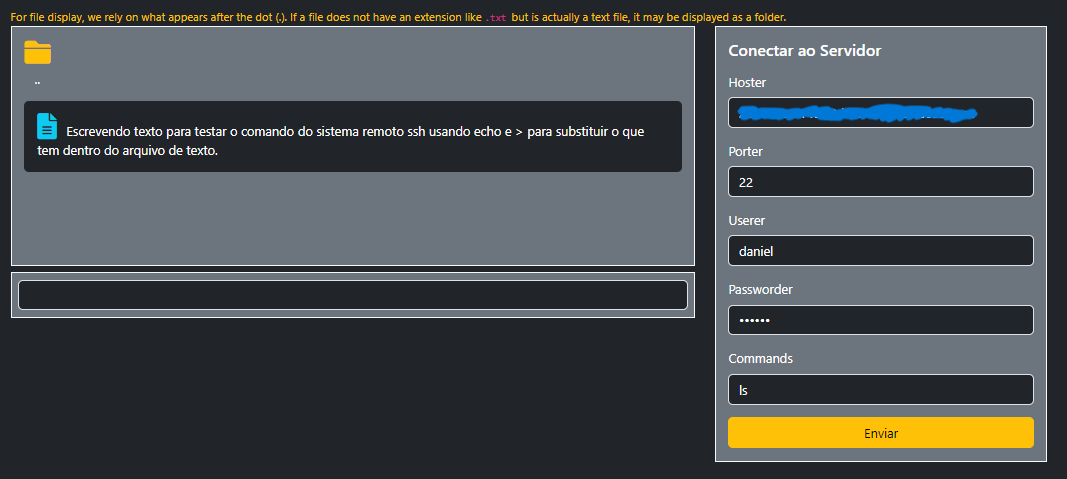 For file display, we rely on what appears after the dot (.). If a file does not have an extension like .txt but is actually a text file, it may be displayed as a folder.
..
Escrevendo texto para testar o comando do sistema remoto ssh usando echo e > para substituir o que
tem dentro do arquivo de texto.
Conectar ao Servidor
Hoster
Porter
22
Userer
daniel
Passworder
••••••
Commands
ls
Enviar